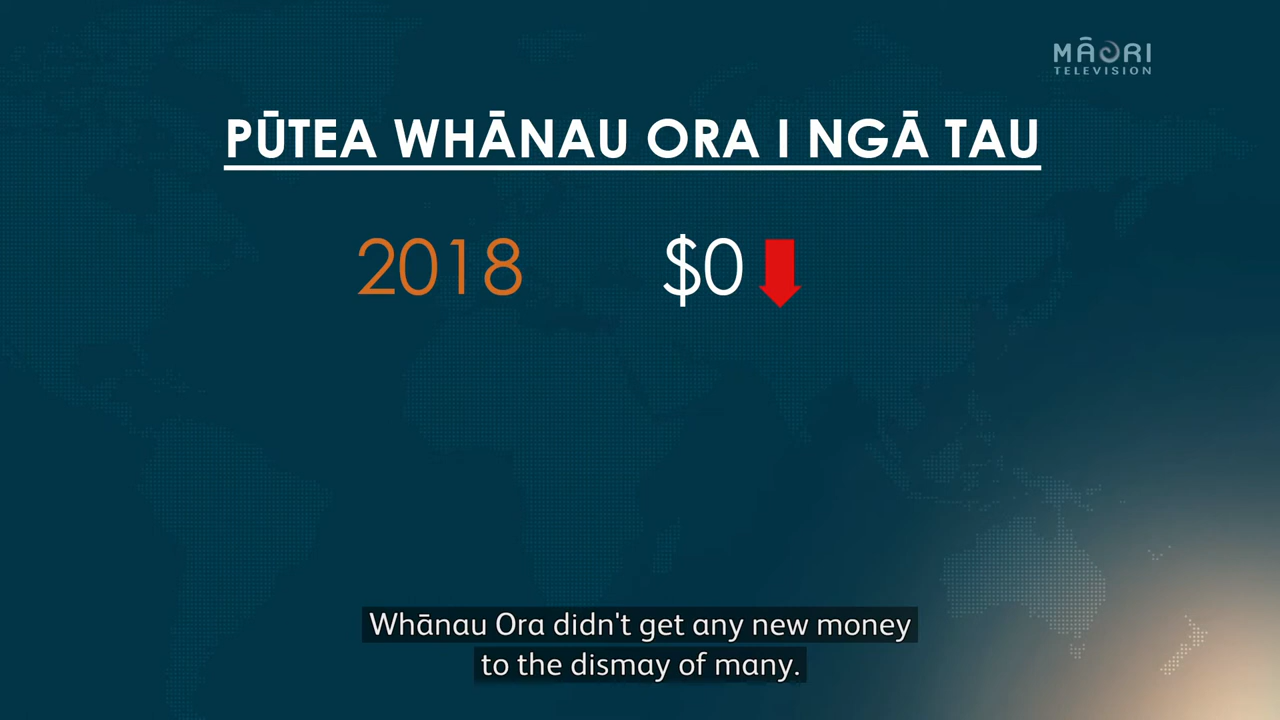 MĀORI
TELEVISION
PŪTEA WHĀNAU ORA I NGĀ TAU
2018 $0
Whānau Ora didn't get any new money
to the dismay of many.